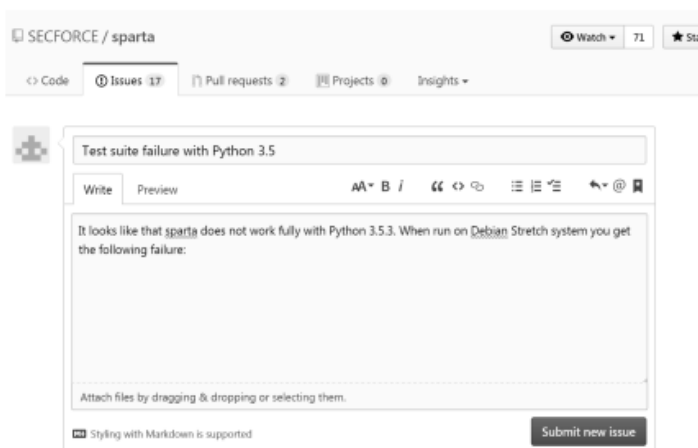 SECFORCE / sparta
Watch 71
Code Issues 17 Pull requests 2 Projects 0 Insights
Test suite failure with Python 3.5
Write Preview AA B i
It looks like that sparta does not work fully with Python 3.5.3. When run on Debian Stretch system you get
the following failure:
Attach files by dragging & dropping or selecting them.
Styling with Markdown is supported
Submit new issue